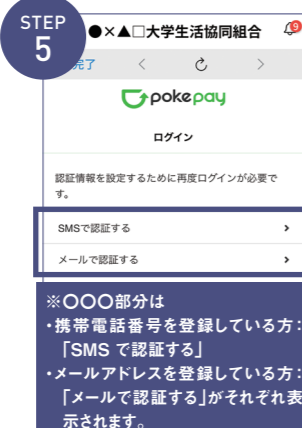 STEP
5
●×▲□大学生活協同組合
9
完了
pokepay
ログイン
認証情報を設定するために再度ログインが必要で
す。
SMSで認証する
メールで認証する
※〇〇〇部分は
・携帯電話番号を登録している方：
「SMS で認証する」
・メールアドレスを登録している方：
「メールで認証する」がそれぞれ表
示されます。